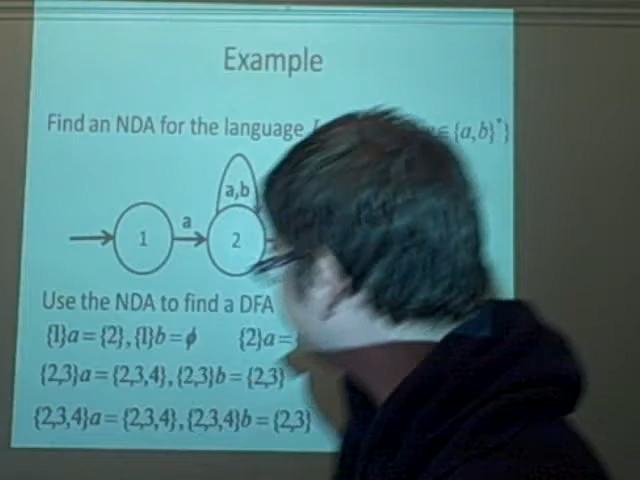 Example
Find an NDA for the language ∈{a,b}*}
a,b
a
1
2
Use the NDA to find a DFA
{1}a={2},{1}b=ϕ {2}a=
{2,3}a={2,3,4},{2,3}b={2,3}
{2,3,4}a={2,3,4},{2,3,4}b={2,3}